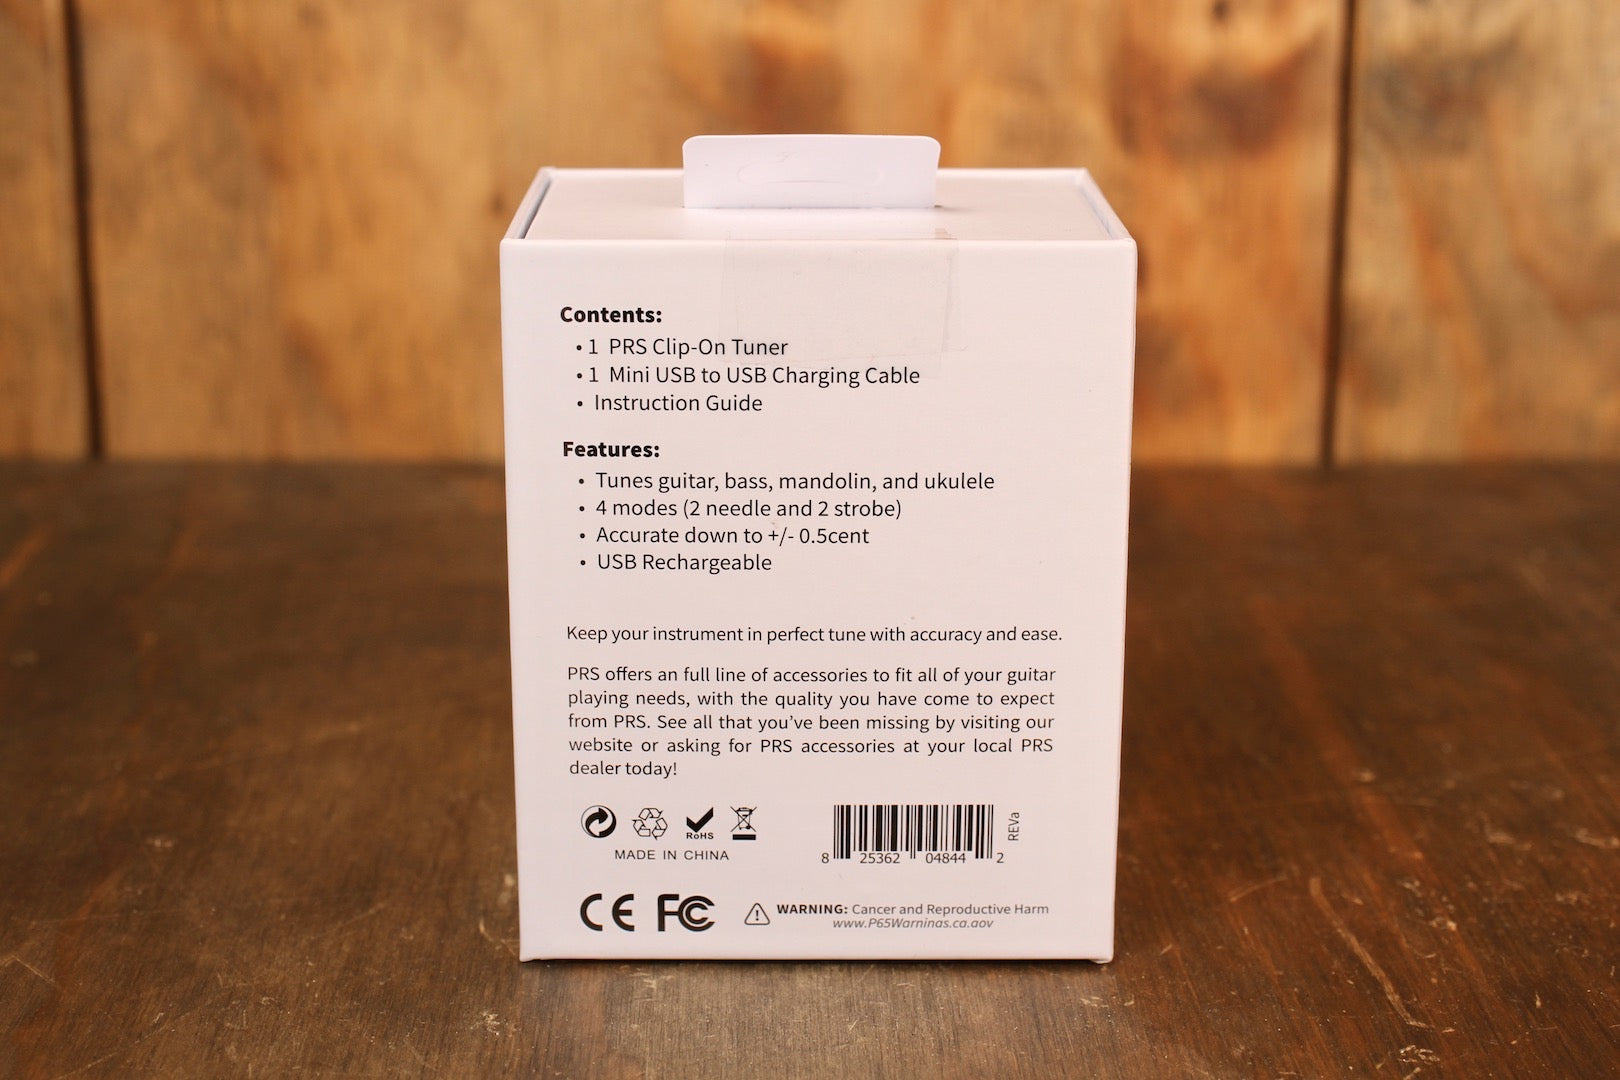 Contents:
• 1 PRS Clip-On Tuner
• 1 Mini USB to USB Charging Cable
• Instruction Guide
Features:
• Tunes guitar, bass, mandolin, and ukulele
• 4 modes (2 needle and 2 strobe)
• Accurate down to +/- 0.5cent
• USB Rechargeable
Keep your instrument in perfect tune with accuracy and ease.
PRS offers an full line of accessories to fit all of your guitar
playing needs, with the quality you have come to expect
from PRS. See all that you’ve been missing by visiting our
website or asking for PRS accessories at your local PRS
dealer today!
RoHS
MADE IN CHINA
8 25362 04844 2
REVa
CE FC
WARNING: Cancer and Reproductive Harm
www.P65Warnings.ca.gov